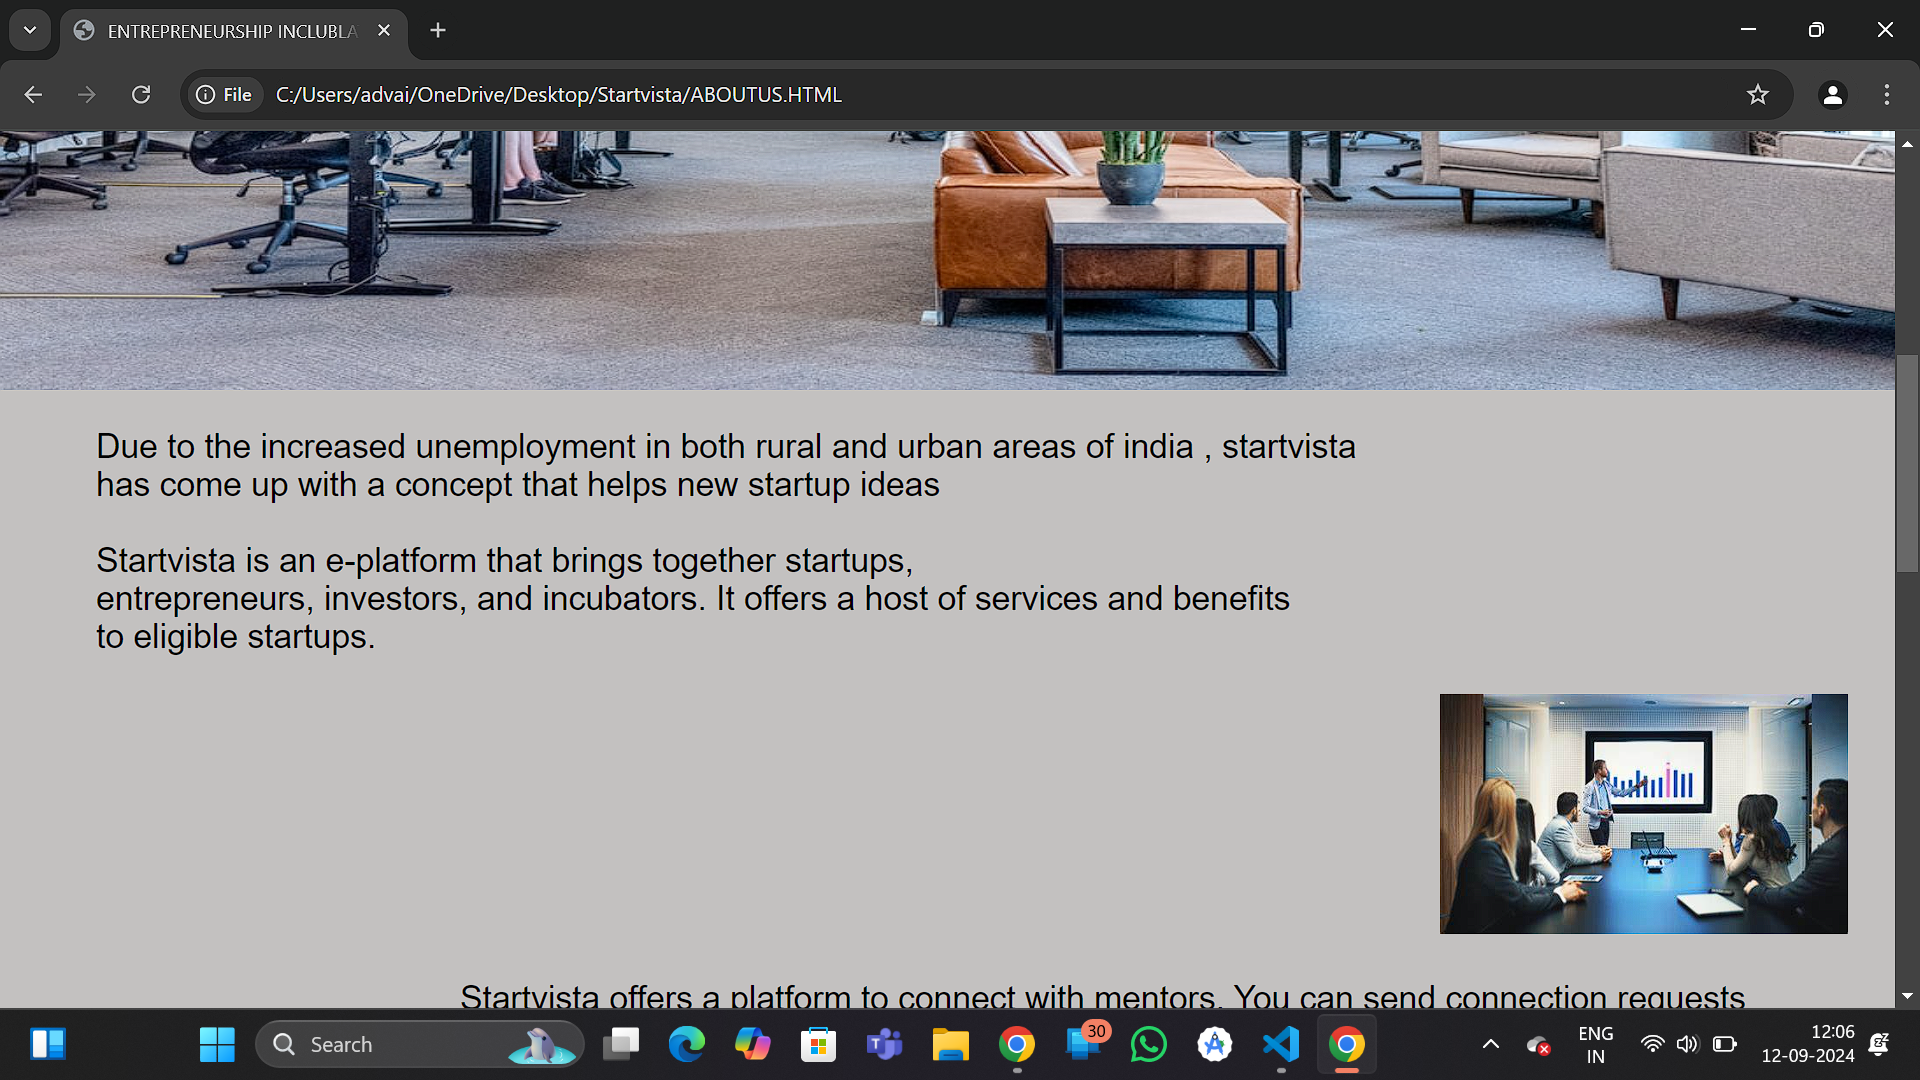 ENTREPRENEURSHIP INCLUBLA
File
C:/Users/advai/OneDrive/Desktop/Startvista/ABOUTUS.HTML
Due to the increased unemployment in both rural and urban areas of india , startvista
has come up with a concept that helps new startup ideas
Startvista is an e-platform that brings together startups,
entrepreneurs, investors, and incubators. It offers a host of services and benefits
to eligible startups.
Startvista offers a platform to connect with mentors. You can send connection requests
Search
30
ENG
IN
12:06
12-09-2024